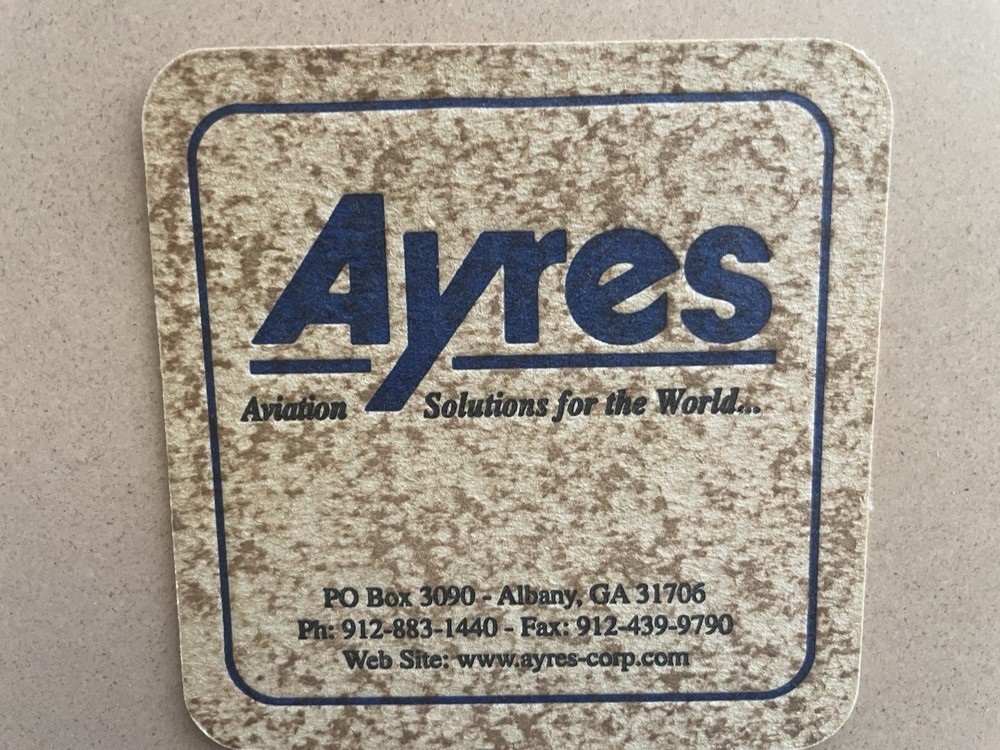 Ayres
Aviation Solutions for the World...
PO Box 3090 - Albany, GA 31706
Ph: 912-883-1440 - Fax: 912-439-9790
Web Site: www.ayres-corp.com